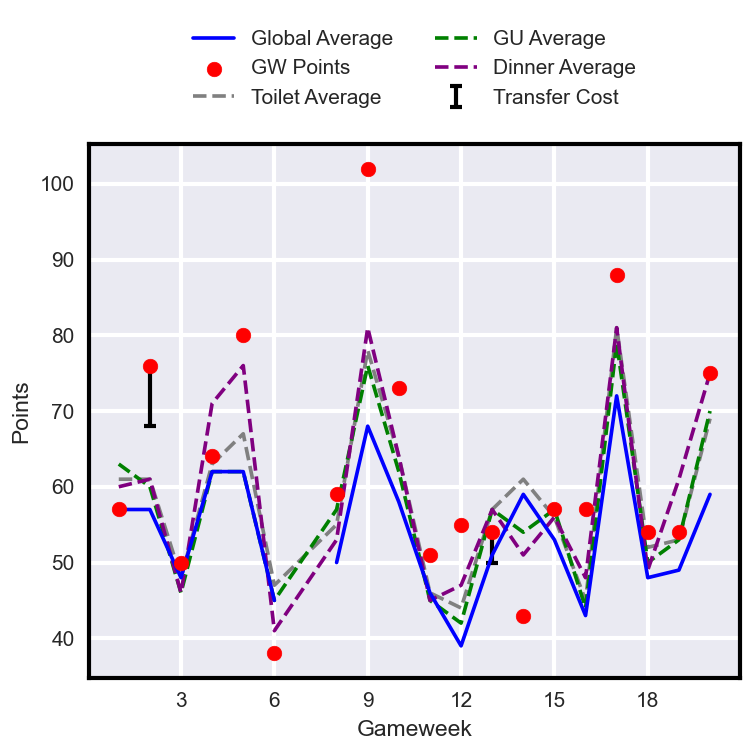 Global Average
GW Points
Toilet Average
GU Average
Dinner Average
Transfer Cost
100
90
80
70
60
50
40
Points
3 6 9 12 15 18
Gameweek